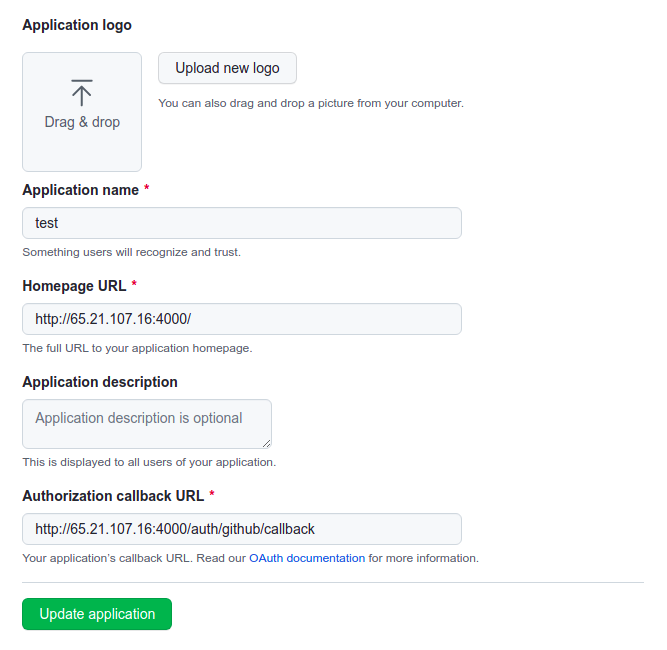 Application logo
Upload new logo
Drag & drop
You can also drag and drop a picture from your computer.
Application name *
test
Something users will recognize and trust.
Homepage URL *
http://65.21.107.16:4000/
The full URL to your application homepage.
Application description
Application description is optional
This is displayed to all users of your application.
Authorization callback URL *
http://65.21.107.16:4000/auth/github/callback
Your application's callback URL. Read our OAuth documentation for more information.
Update application